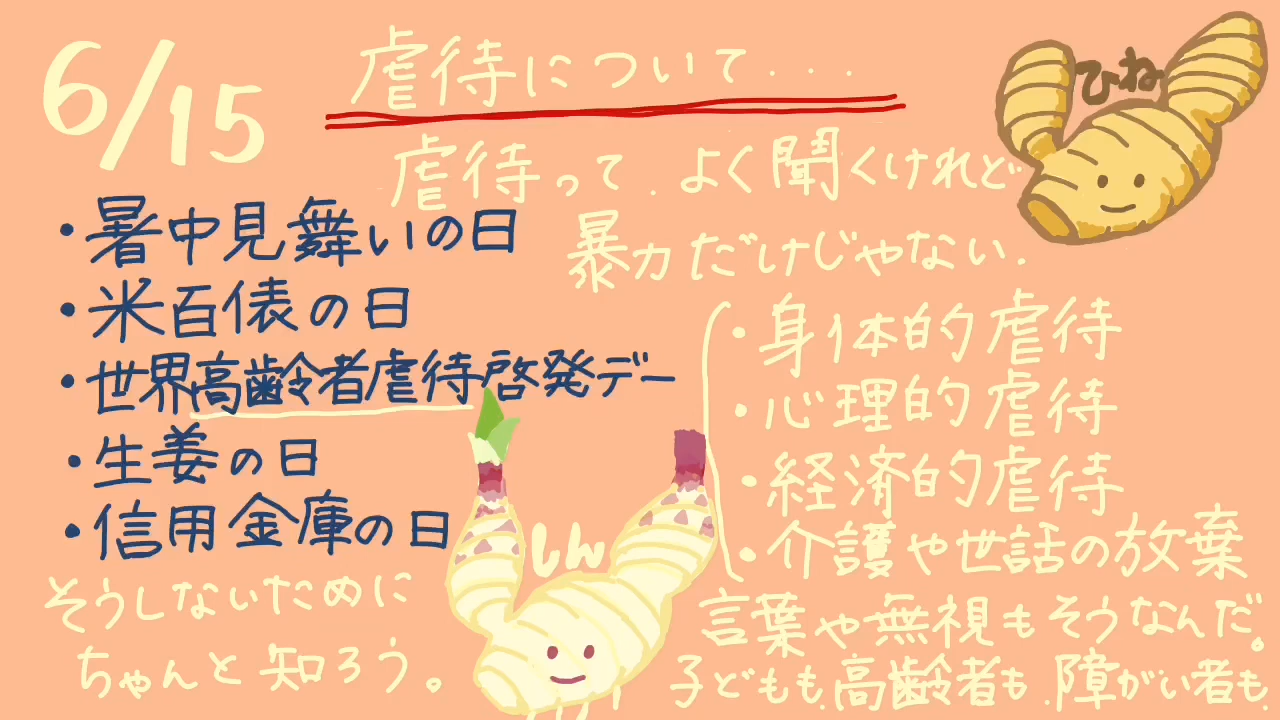 6/15
虐待について...
ひね
虐待って、よく聞くけれど
暴力だけじゃない.
・暑中見舞いの日
・米百俵の日
・世界高齢者虐待啓発デー
・生姜の日
・信用金庫の日
・身体的虐待
・心理的虐待
・経済的虐待
・介護や世話の放棄
しん
言葉や無視もそうなんだ。
子どもも、高齢者も、障がい者も、
そうしないために
ちゃんと知ろう。